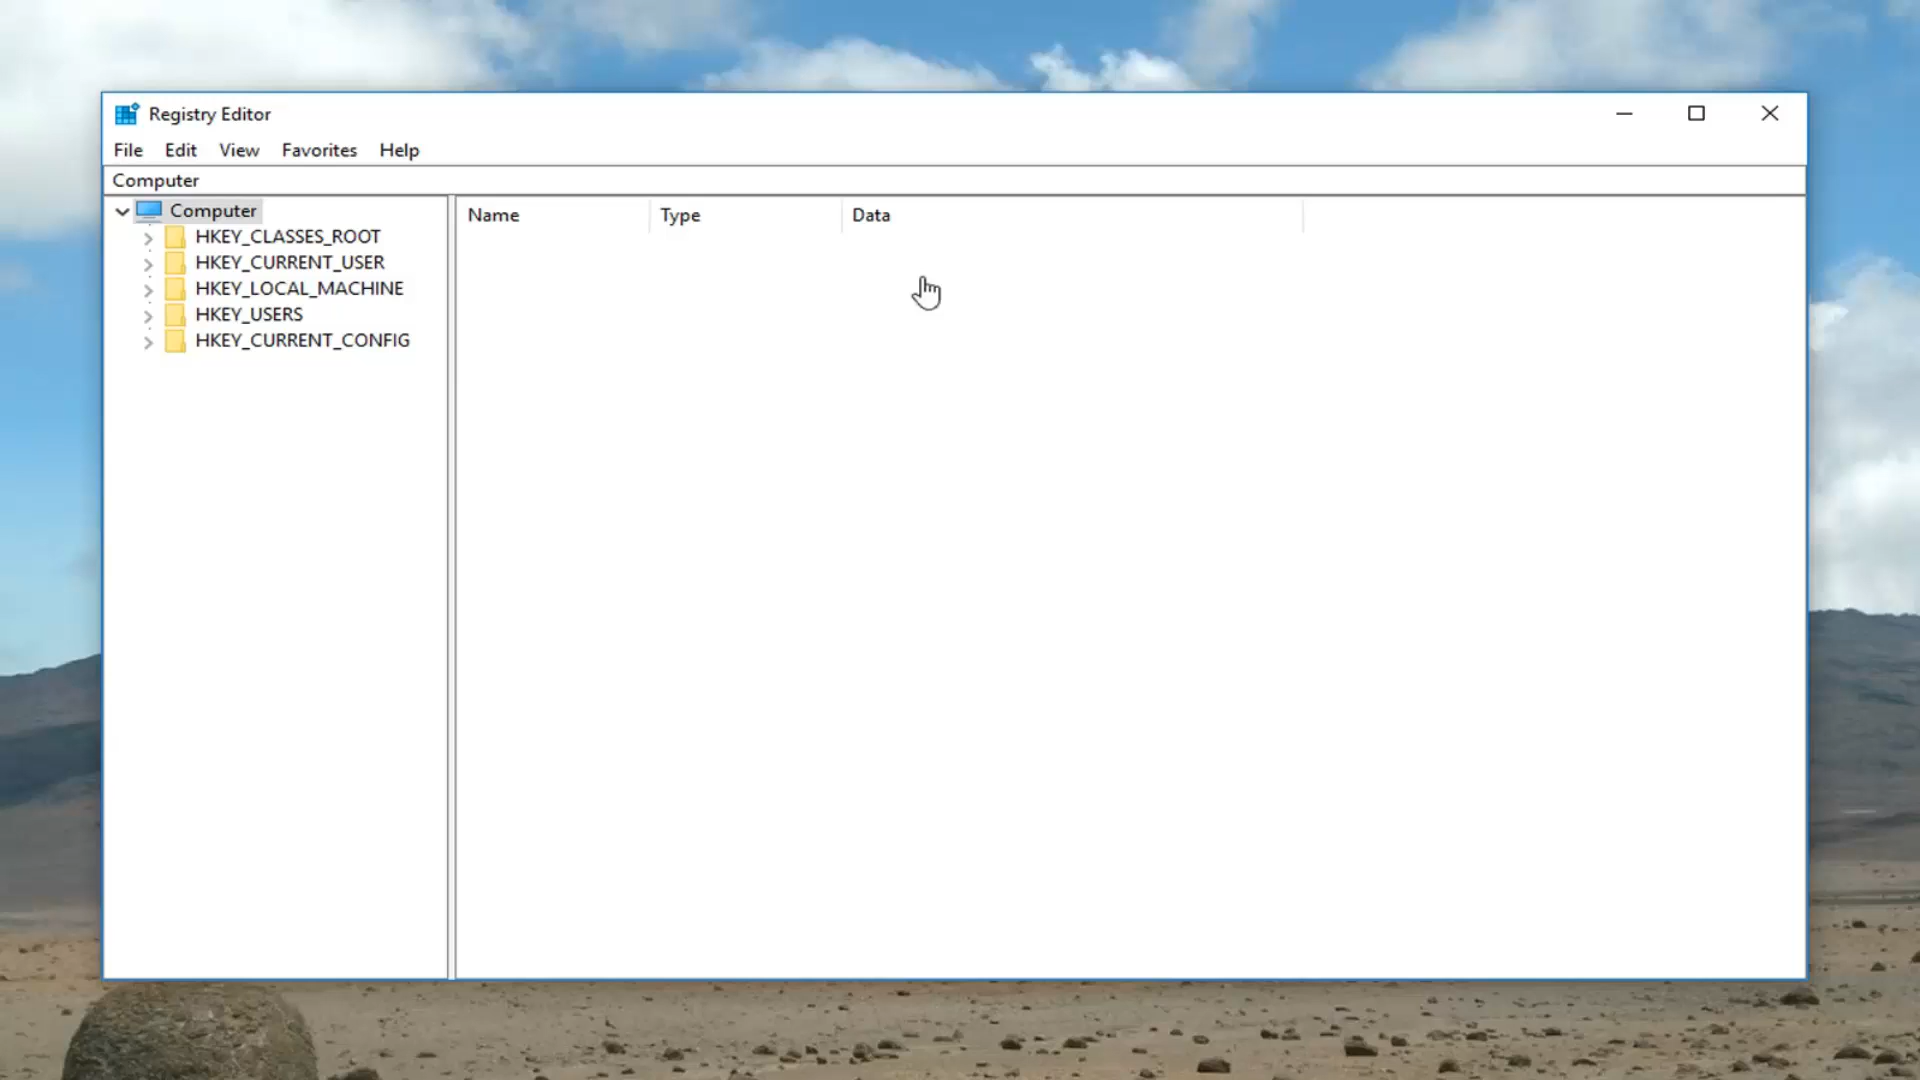 Registry Editor
File Edit View Favorites Help
Computer
Computer
HKEY_CLASSES_ROOT
HKEY_CURRENT_USER
HKEY_LOCAL_MACHINE
HKEY_USERS
HKEY_CURRENT_CONFIG
Name Type Data